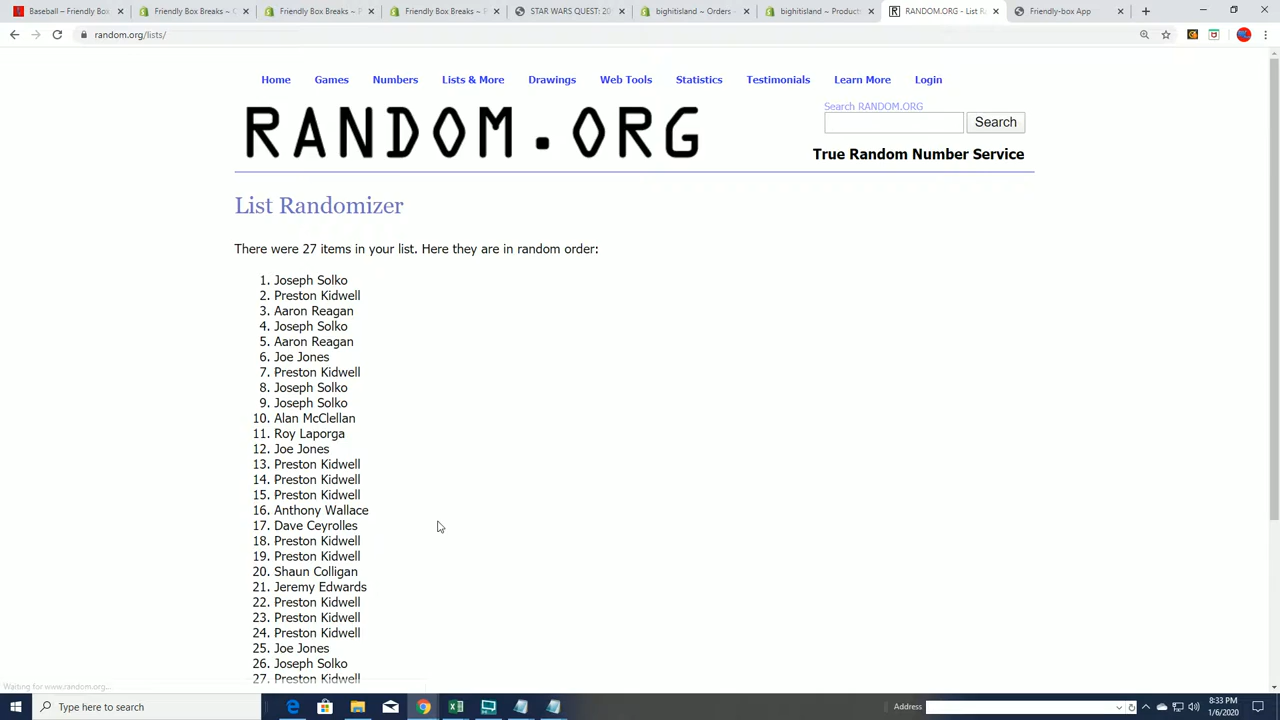 Baseball – Friendly Box
Friendly Box Breaks ~ C
Friendly Box Breaks ~ P
Friendly Box Breaks ~ P
STAR WARS QUEST: 20
bighitisland ~ Orders
bighitisland ~ Product
RANDOM.ORG - List R
Friendly-box App
random.org/lists/
Home Games Numbers Lists & More Drawings Web Tools Statistics Testimonials Learn More Login
RANDOM.ORG
Search RANDOM.ORG
Search
True Random Number Service
List Randomizer
There were 27 items in your list. Here they are in random order:
1. Joseph Solko
2. Preston Kidwell
3. Aaron Reagan
4. Joseph Solko
5. Aaron Reagan
6. Joe Jones
7. Preston Kidwell
8. Joseph Solko
9. Joseph Solko
10. Alan McClellan
11. Roy Laporga
12. Joe Jones
13. Preston Kidwell
14. Preston Kidwell
15. Preston Kidwell
16. Anthony Wallace
17. Dave Ceyrolles
18. Preston Kidwell
19. Preston Kidwell
20. Shaun Colligan
21. Jeremy Edwards
22. Preston Kidwell
23. Preston Kidwell
24. Preston Kidwell
25. Joe Jones
26. Joseph Solko
27. Preston Kidwell
Waiting for www.random.org...
Type here to search
Address
8:33 PM
1/6/2020